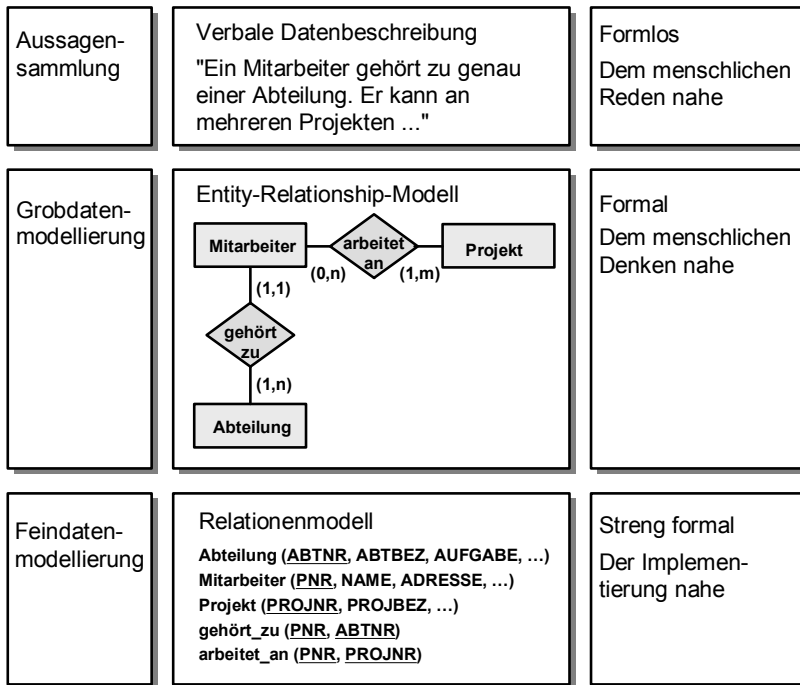 Aussagen-
sammlung
Verbale Datenbeschreibung
"Ein Mitarbeiter gehört zu genau
einer Abteilung. Er kann an
mehreren Projekten ..."
Formlos
Dem menschlichen
Reden nahe
Grobdaten-
modellierung
Entity-Relationship-Modell
Mitarbeiter
arbeitet
an
Projekt
(0,n)
(1,m)
(1,1)
gehört
zu
(1,n)
Abteilung
Formal
Dem menschlichen
Denken nahe
Feindaten-
modellierung
Relationenmodell
Abteilung (ABTNR, ABTBEZ, AUFGABE, …)
Mitarbeiter (PNR, NAME, ADRESSE, …)
Projekt (PROJNR, PROJBEZ, …)
gehört_zu (PNR, ABTNR)
arbeitet_an (PNR, PROJNR)
Streng formal
Der Implemen-
tierung nahe